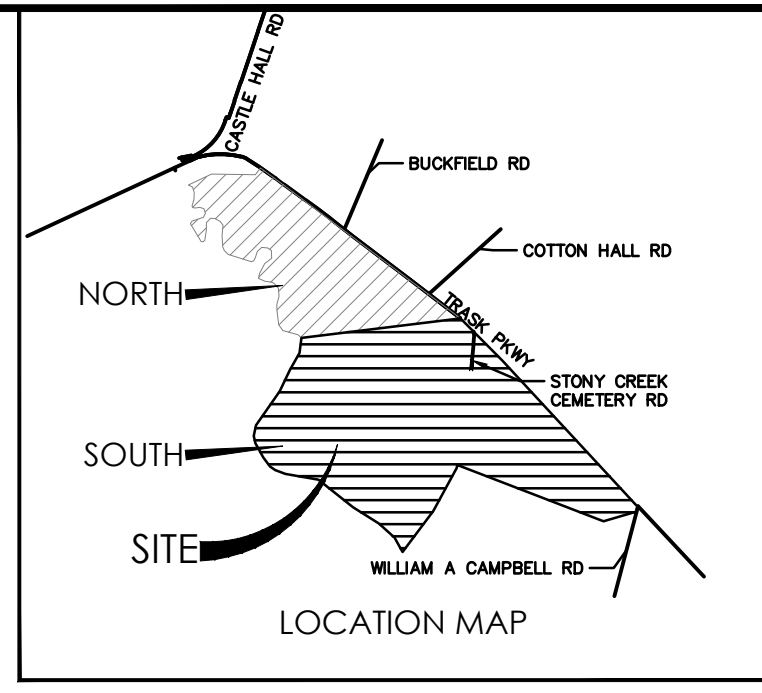 CASTLE HALL RD
BUCKFIELD RD
COTTON HALL RD
NORTH
TRASK PKWY
STONY CREEK
CEMETERY RD
SOUTH
SITE
WILLIAM A CAMPBELL RD
LOCATION MAP